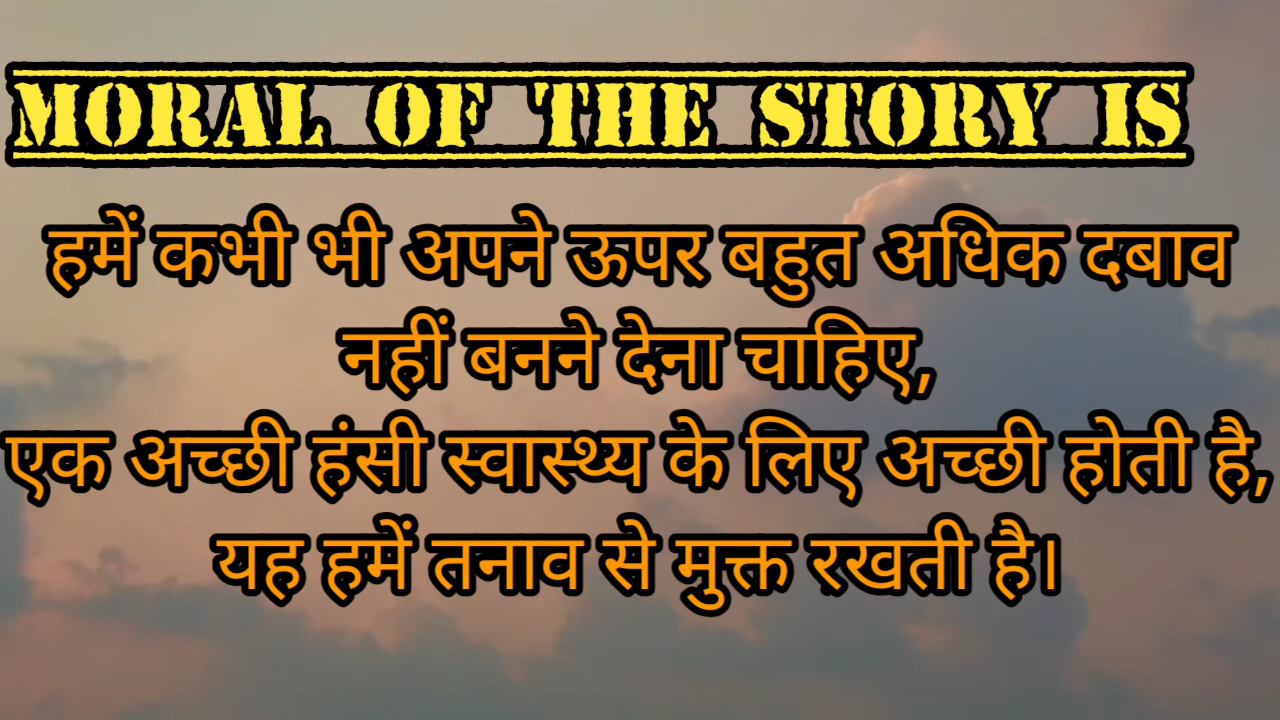 MORAL OF THE STORY IS
हमें कभी भी अपने ऊपर बहुत अधिक दबाव
नहीं बनने देना चाहिए,
एक अच्छी हंसी स्वास्थ्य के लिए अच्छी होती है,
यह हमें तनाव से मुक्त रखती है।